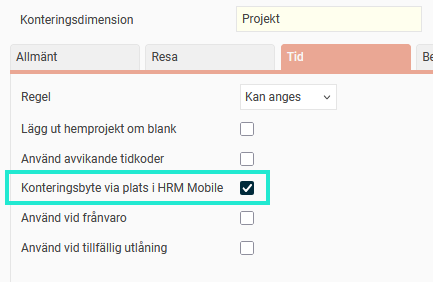 Konteringsdimension Projekt
Allmänt Resa Tid Be
Regel Kan anges
Lägg ut hemprojekt om blank
Använd avvikande tidkoder
Konteringsbyte via plats i HRM Mobile
Använd vid frånvaro
Använd vid tillfällig utlåning